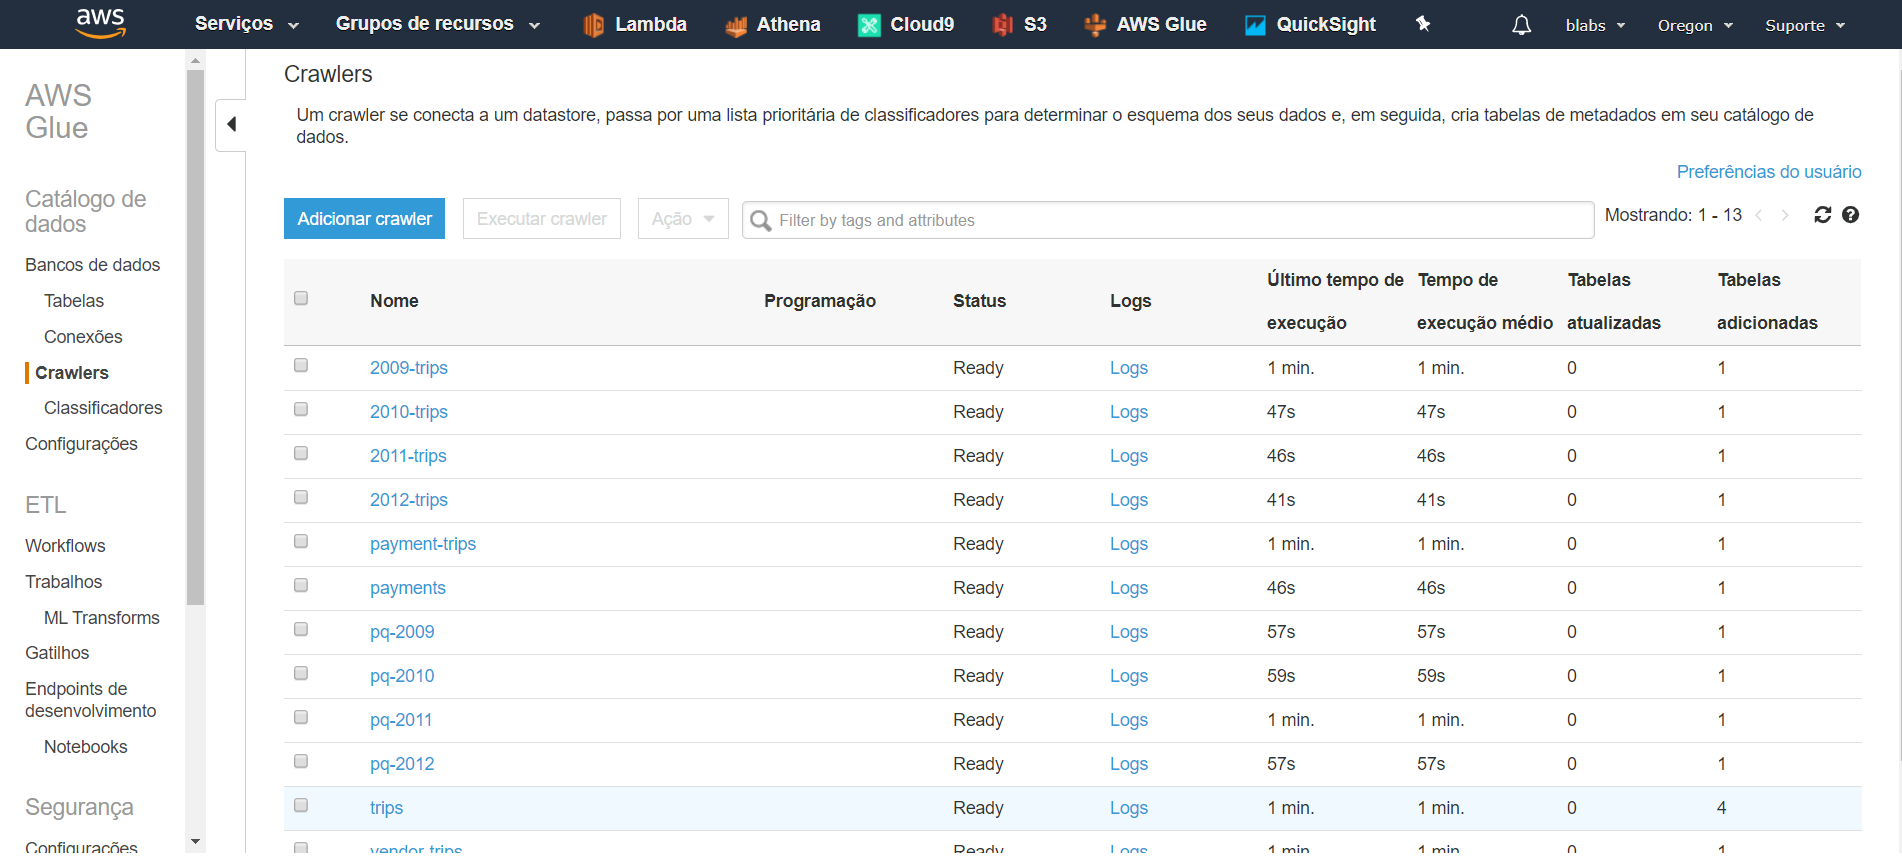 aws Serviços Grupos de recursos Lambda Athena Cloud9 S3 AWS Glue QuickSight blabs Oregon Suporte
AWS
Glue
Catálogo de
dados
Bancos de dados
Tabelas
Conexões
Crawlers
Classificadores
Configurações
ETL
Workflows
Trabalhos
ML Transforms
Gatilhos
Endpoints de
desenvolvimento
Notebooks
Segurança
Configurações
Crawlers
Um crawler se conecta a um datastore, passa por uma lista prioritária de classificadores para determinar o esquema dos seus dados e, em seguida, cria tabelas de metadados em seu catálogo de
dados.
Preferências do usuário
Adicionar crawler Executar crawler Ação Filter by tags and attributes Mostrando: 1 - 13
Nome Programação Status Logs Último tempo de execução Tempo de execução médio Tabelas atualizadas Tabelas adicionadas
2009-trips Ready Logs 1 min. 1 min. 0 1
2010-trips Ready Logs 47s 47s 0 1
2011-trips Ready Logs 46s 46s 0 1
2012-trips Ready Logs 41s 41s 0 1
payment-trips Ready Logs 1 min. 1 min. 0 1
payments Ready Logs 46s 46s 0 1
pq-2009 Ready Logs 57s 57s 0 1
pq-2010 Ready Logs 59s 59s 0 1
pq-2011 Ready Logs 1 min. 1 min. 0 1
pq-2012 Ready Logs 57s 57s 0 1
trips Ready Logs 1 min. 1 min. 0 4
vendor-trips Ready Logs 1 min. 1 min. 0 1